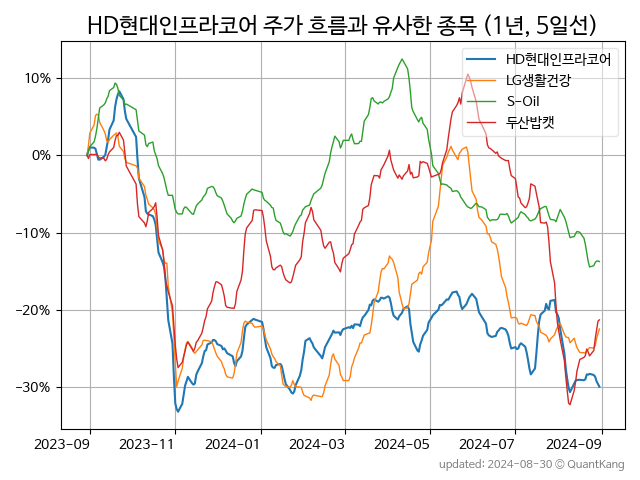 HD현대인프라코어 주가 흐름과 유사한 종목 (1년, 5일선)
HD현대인프라코어
LG생활건강
S-Oil
두산밥캣
10%
0%
-10%
-20%
-30%
2023-09 2023-11 2024-01 2024-03 2024-05 2024-07 2024-09
updated: 2024-08-30 © QuantKang